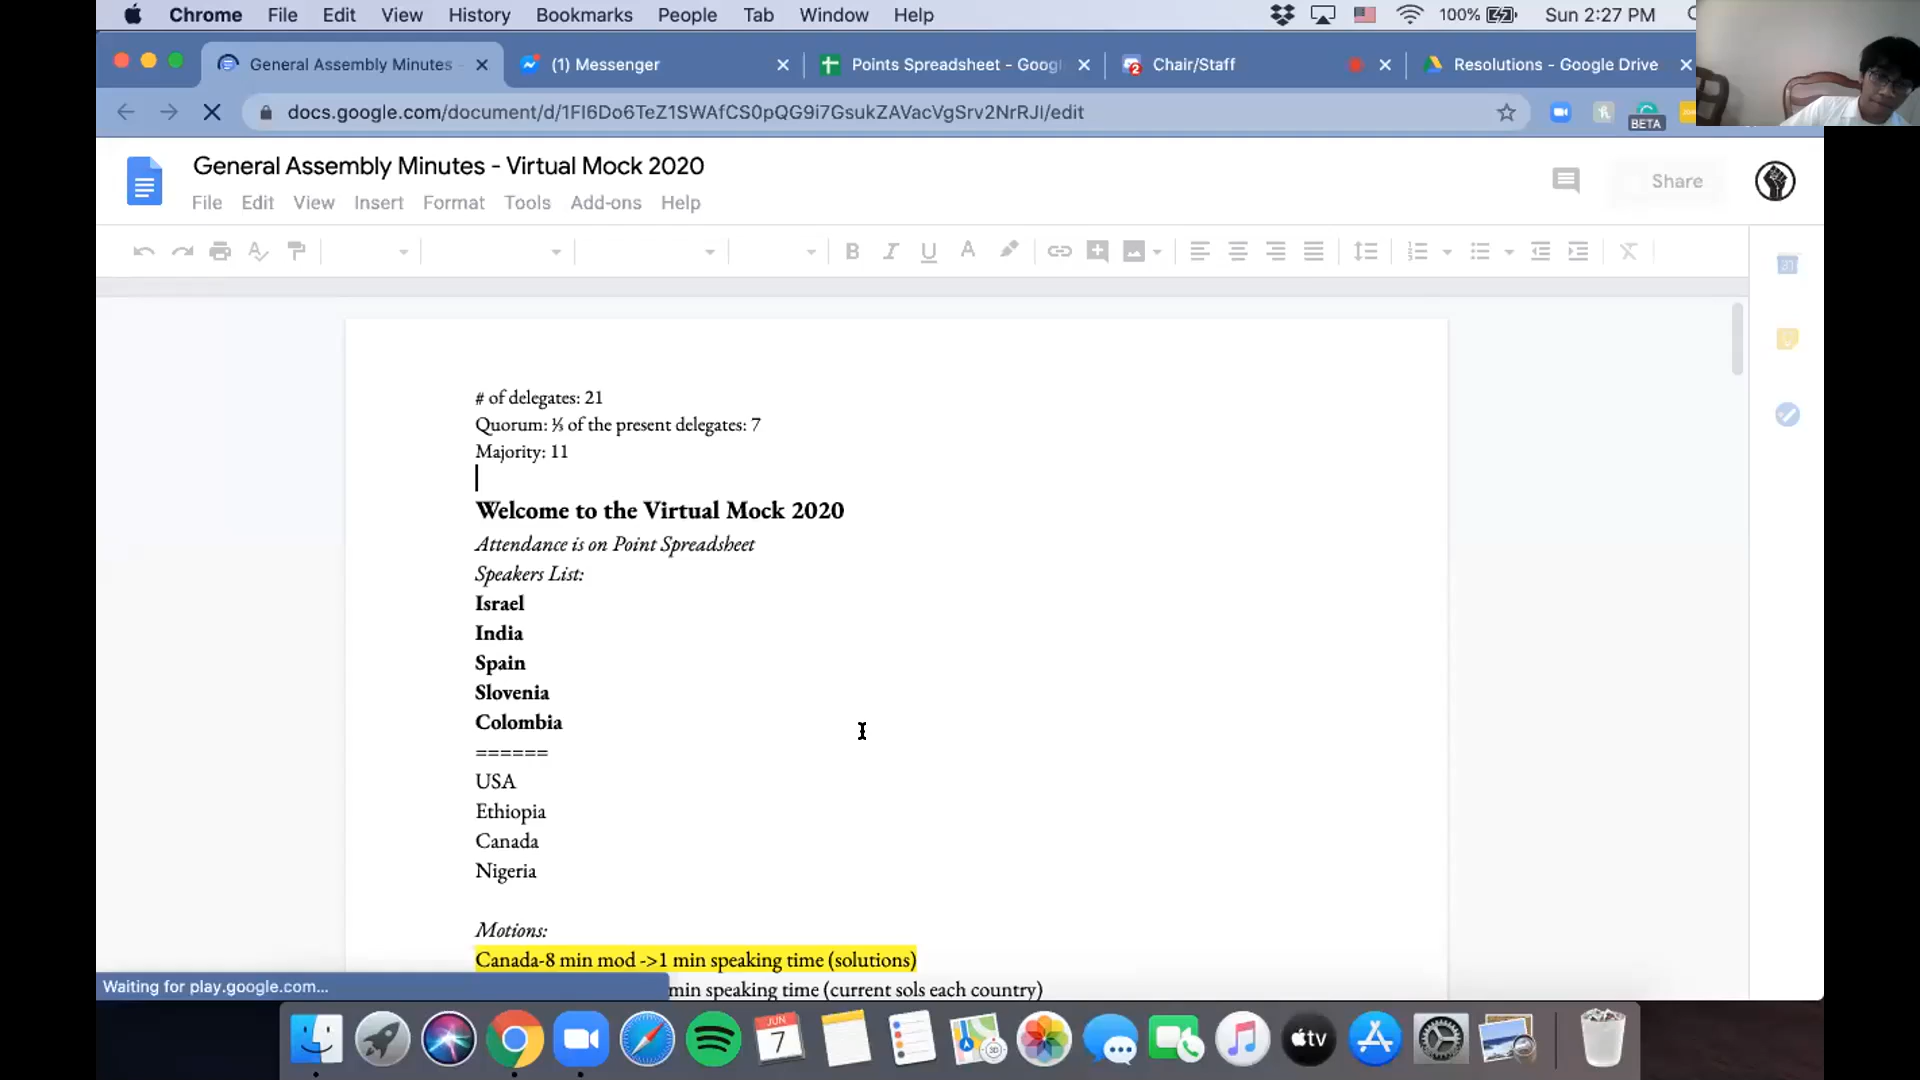 Chrome File Edit View History Bookmarks People Tab Window Help 100% Sun 2:27 PM
General Assembly Minutes - (1) Messenger Points Spreadsheet - Goog Chair/Staff Resolutions - Google Drive
docs.google.com/document/d/1FI6Do6TeZ1SWAfCS0pQG9i7GsukZAVacVgSrv2NrRJI/edit BETA
General Assembly Minutes - Virtual Mock 2020
Share
File Edit View Insert Format Tools Add-ons Help
# of delegates: 21
Quorum: ⅓ of the present delegates: 7
Majority: 11
Welcome to the Virtual Mock 2020
Attendance is on Point Spreadsheet
Speakers List:
Israel
India
Spain
Slovenia
Colombia
======
USA
Ethiopia
Canada
Nigeria
Motions:
Canada-8 min mod ->1 min speaking time (solutions)
min speaking time (current sols each country)
Waiting for play.google.com...
JUN
7
tv